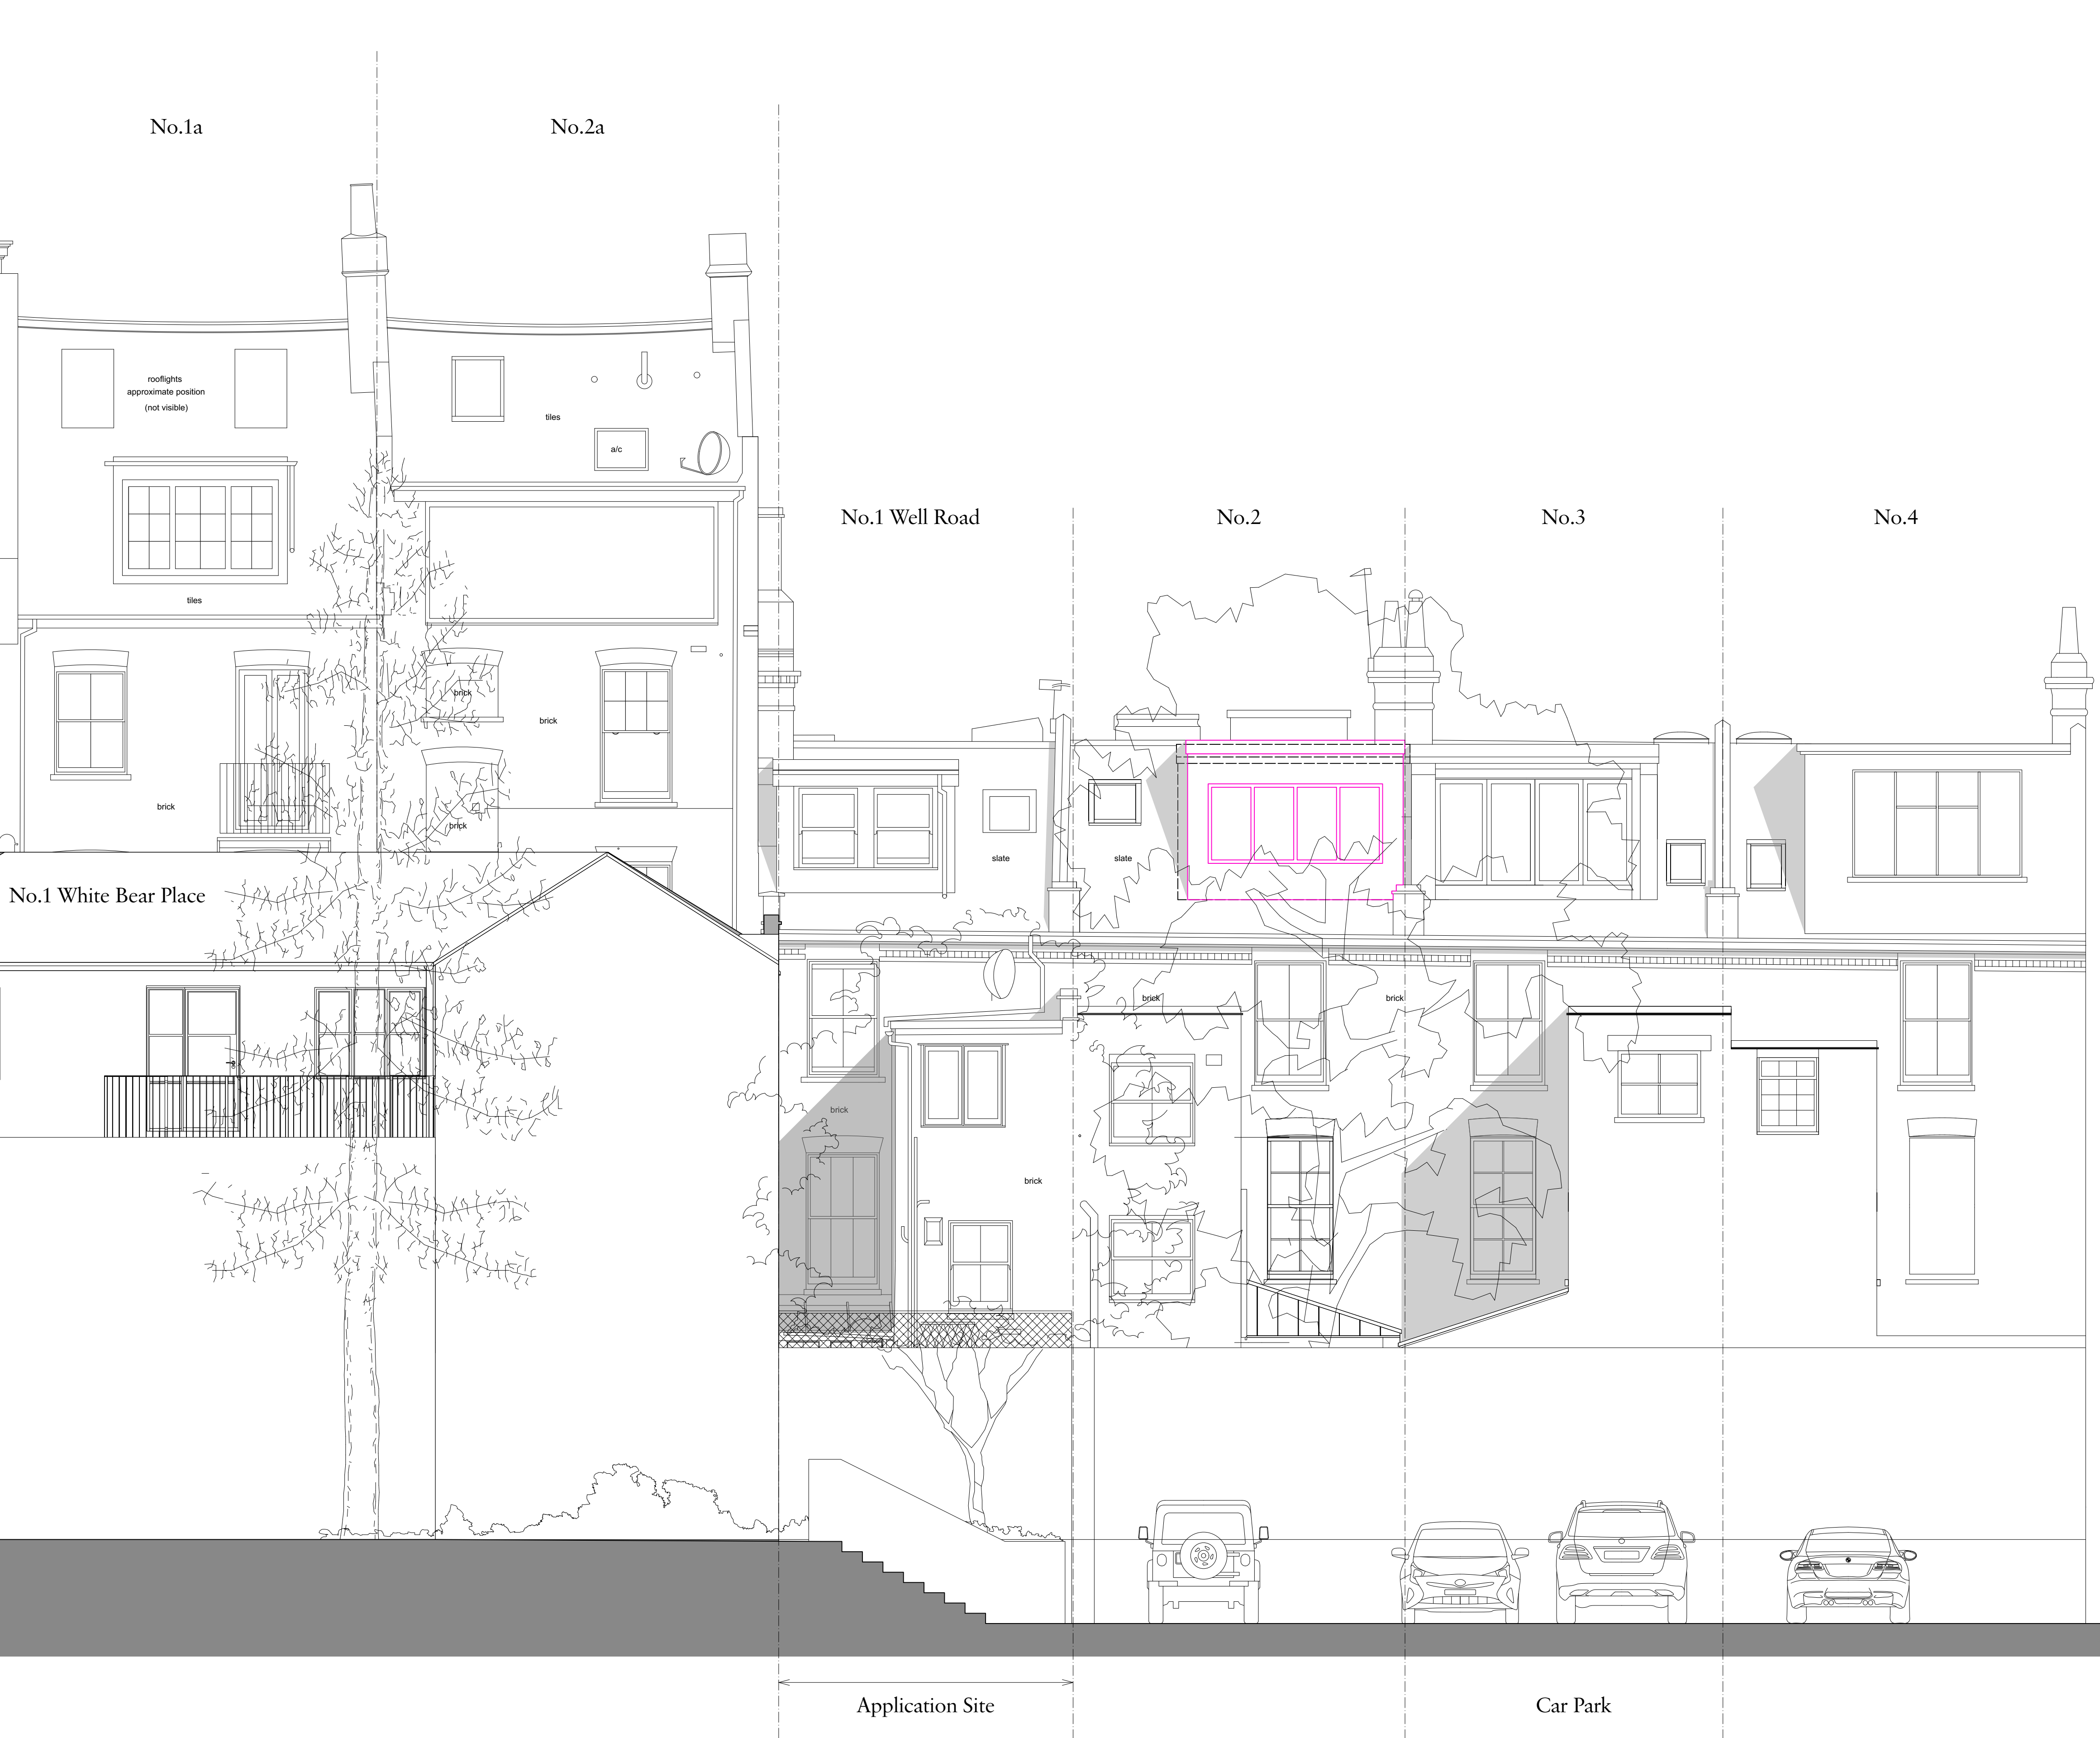 No.1a
No.2a
rooflights
approximate position
(not visible)
tiles
a/c
No.1 Well Road
No.2
No.3
No.4
tiles
brick
brick
brick
brick
slate
slate
No.1 White Bear Place
brick
brick
brick
brick
Application Site
Car Park